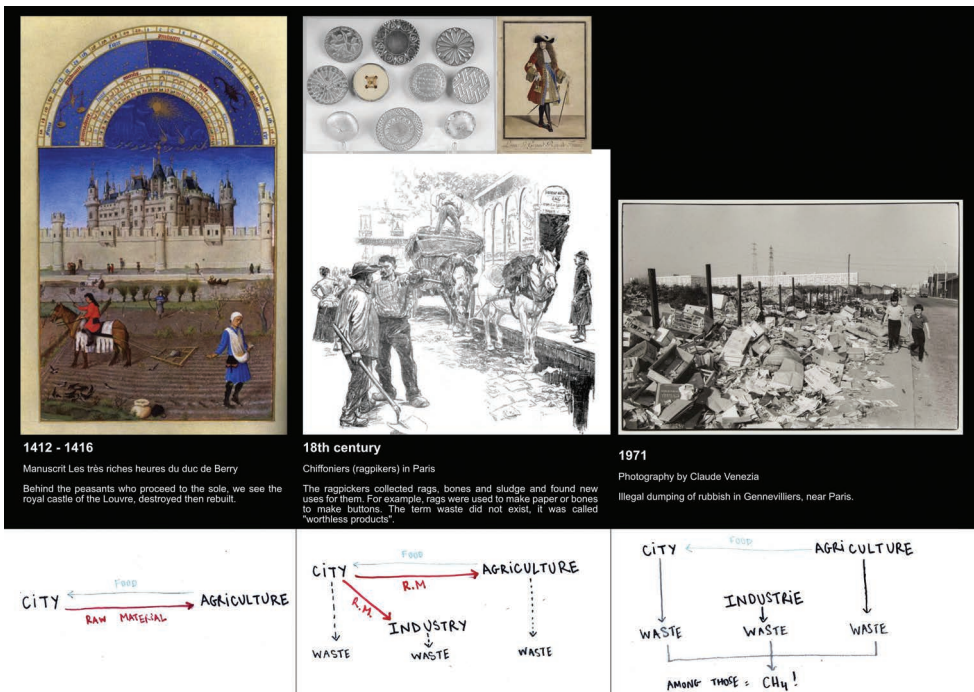 1412 - 1416
Manuscrit Les très riches heures du duc de Berry
Behind the peasants who proceed to the sole, we see the
royal castle of the Louvre, destroyed then rebuilt.
18th century
Chiffoniers (ragpikers) in Paris
The ragpickers collected rags, bones and sludge and found new
uses for them. For example, rags were used to make paper or bones
to make buttons. The term waste did not exist, it was called
"worthless products".
1971
Photography by Claude Venezia
Illegal dumping of rubbish in Gennevilliers, near Paris.
FOOD
CITY AGRICULTURE
RAW MATERIAL
FOOD
CITY AGRICULTURE
R.M
R.M.
INDUSTRY
WASTE WASTE WASTE
FOOD
CITY AGRICULTURE
INDUSTRIE
WASTE WASTE WASTE
AMONG THOSE = CH4!